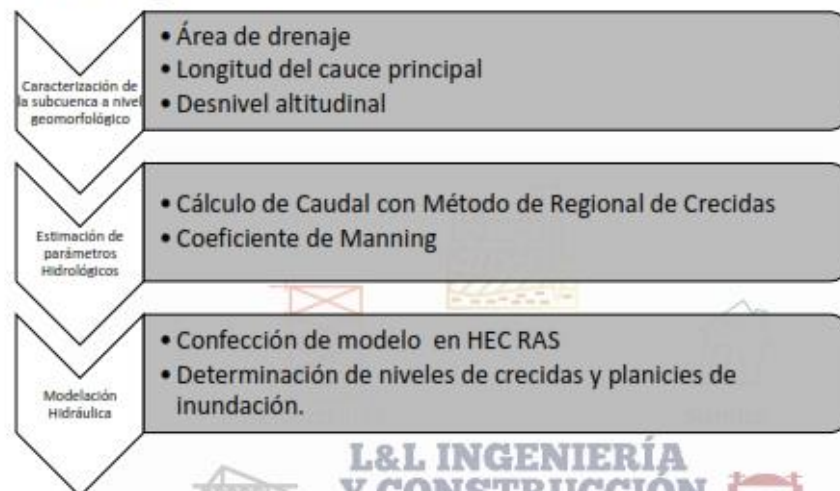 Caracterización de
la subcuenca a nivel
geomorfológico
• Área de drenaje
• Longitud del cauce principal
• Desnivel altitudinal
Estimación de
parámetros
Hidrológicos
• Cálculo de Caudal con Método de Regional de Crecidas
• Coeficiente de Manning
Modelación
Hidráulica
• Confección de modelo en HEC RAS
• Determinación de niveles de crecidas y planicies de
inundación.
L&L INGENIERÍA
Y CONSTRUCCIÓN